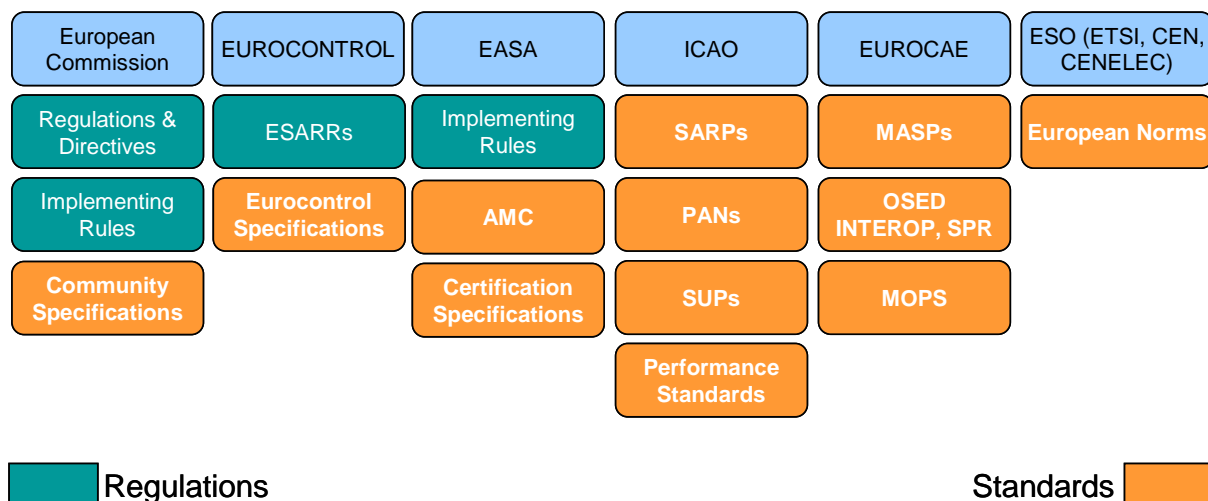 European
Commission
EUROCONTROL
EASA
ICAO
EUROCAE
ESO (ETSI, CEN,
CENELEC)
Regulations &
Directives
ESARRs
Implementing
Rules
SARPs
MASPs
European Norms
Implementing
Rules
Eurocontrol
Specifications
AMC
PANs
OSED
INTEROP, SPR
Community
Specifications
Certification
Specifications
SUPs
MOPS
Performance
Standards
Regulations
Standards